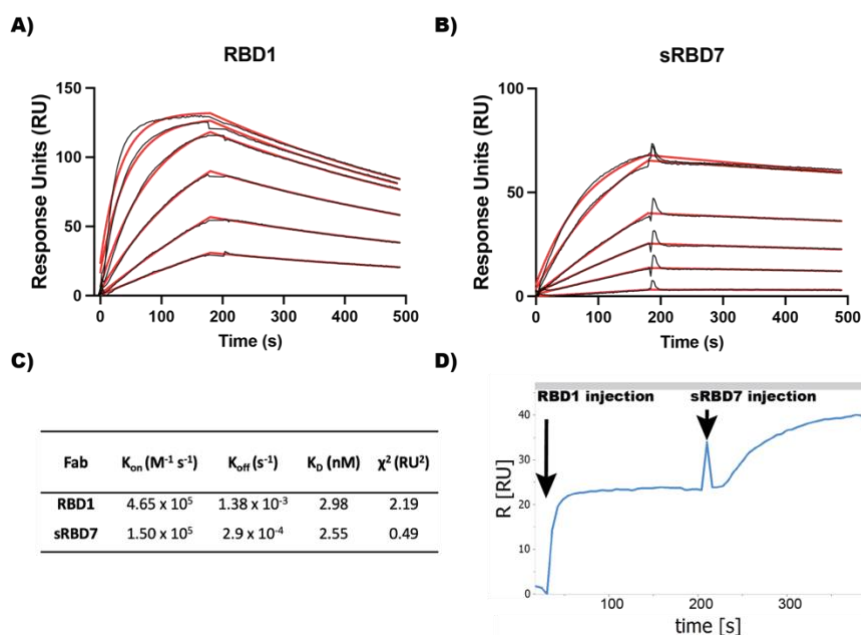 A)
RBD1
Response Units (RU)
150
100
50
0
0 100 200 300 400 500
Time (s)
B)
sRBD7
Response Units (RU)
100
50
0
0 100 200 300 400 500
Time (s)
C)
Fab Kon (M-1 s-1) Koff (s-1) KD (nM) χ² (RU²)
RBD1 4.65 x 10⁵ 1.38 x 10⁻³ 2.98 2.19
sRBD7 1.50 x 10⁵ 2.9 x 10⁻⁴ 2.55 0.49
D)
RBD1 injection sRBD7 injection
R [RU]
40
30
20
10
0
100 200 300
time [s]